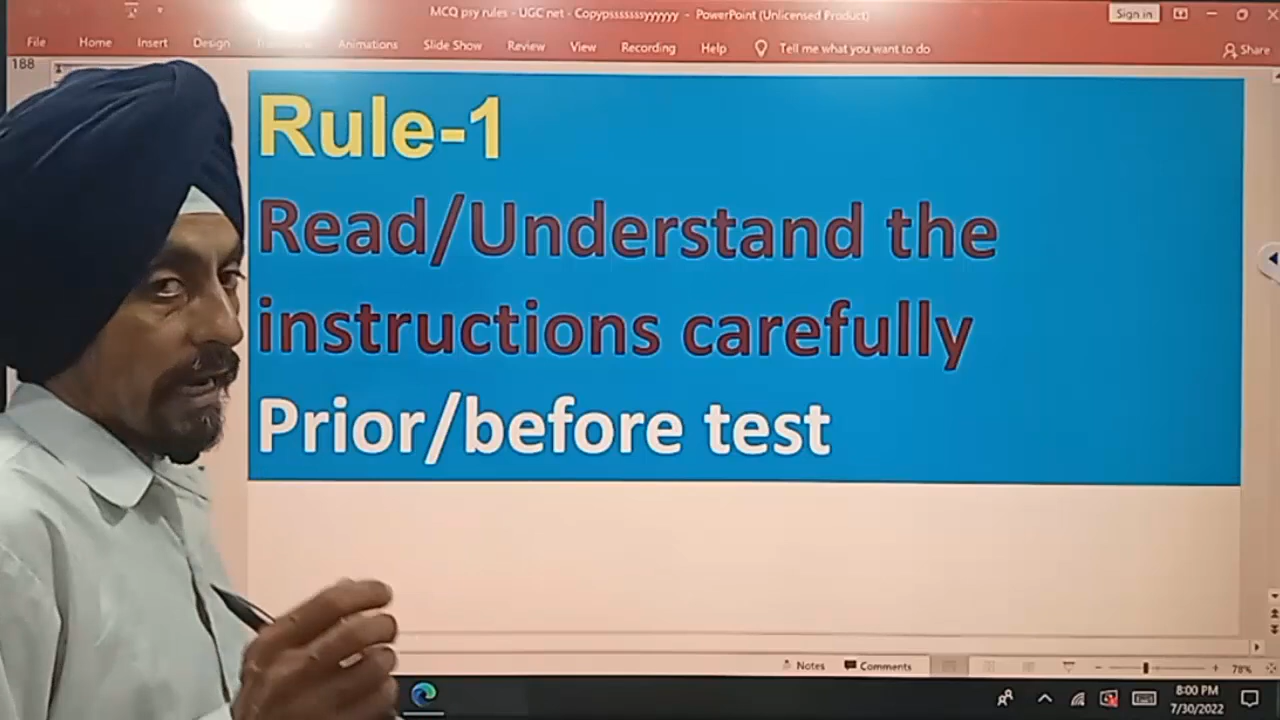 MCQ psy rules - UGC net - Copypsssssssyyyyyy - PowerPoint (Unlicensed Product)
Sign in
File Home Insert Design Animations Slide Show Review View Recording Help Tell me what you want to do
Share
188
Rule-1
Read/Understand the
instructions carefully
Prior/before test
Notes Comments 78%
8:00 PM
7/30/2022